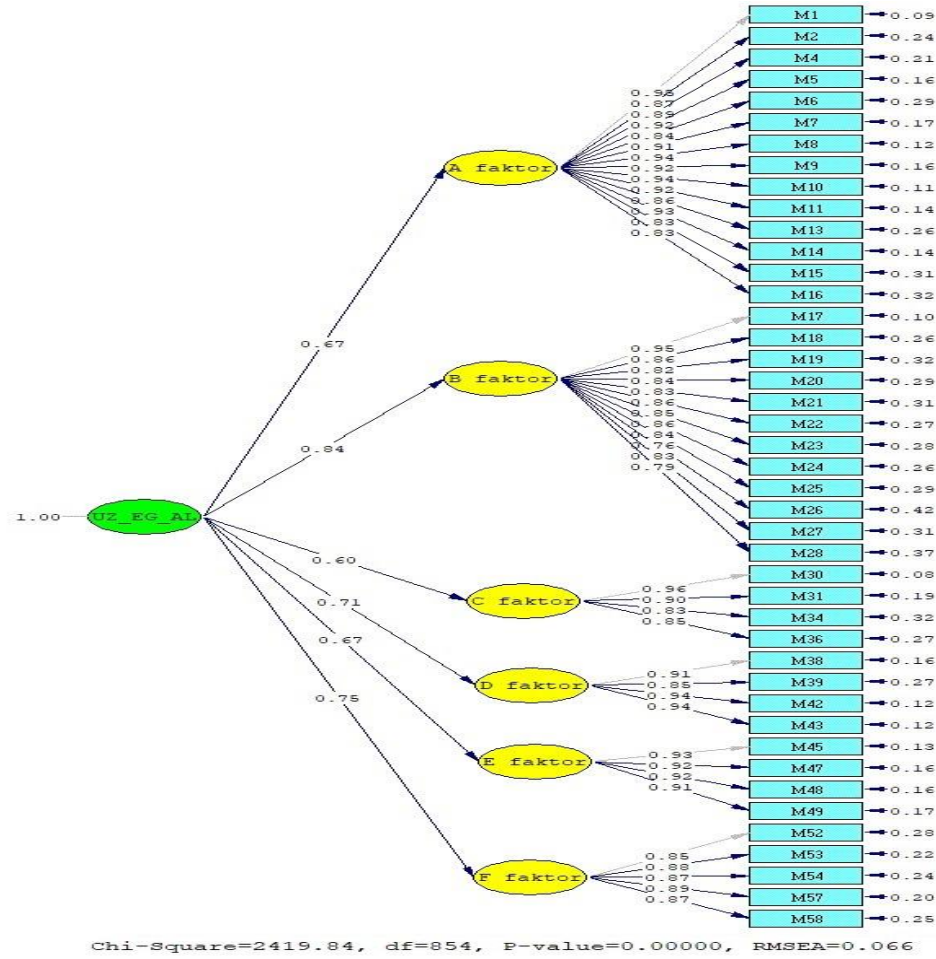 1.00
UZ_EG_AL
0.67
0.84
0.60
0.71
0.67
0.75
A faktor
0.95
0.87
0.89
0.92
0.84
0.91
0.94
0.92
0.94
0.92
0.86
0.93
0.83
0.83
B faktor
0.95
0.86
0.82
0.84
0.83
0.86
0.85
0.86
0.84
0.76
0.83
0.79
C faktor
0.96
0.90
0.83
0.85
D faktor
0.91
0.85
0.94
0.94
E faktor
0.93
0.92
0.92
0.91
F faktor
0.85
0.88
0.87
0.89
0.87
M1 0.09
M2 0.24
M4 0.21
M5 0.16
M6 0.29
M7 0.17
M8 0.12
M9 0.16
M10 0.11
M11 0.14
M13 0.26
M14 0.14
M15 0.31
M16 0.32
M17 0.10
M18 0.26
M19 0.32
M20 0.29
M21 0.31
M22 0.27
M23 0.28
M24 0.26
M25 0.29
M26 0.42
M27 0.31
M28 0.37
M30 0.08
M31 0.19
M34 0.32
M36 0.27
M38 0.16
M39 0.27
M42 0.12
M43 0.12
M45 0.13
M47 0.16
M48 0.16
M49 0.17
M52 0.28
M53 0.22
M54 0.24
M57 0.20
M58 0.25
Chi-Square=2419.84, df=854, P-value=0.00000, RMSEA=0.066